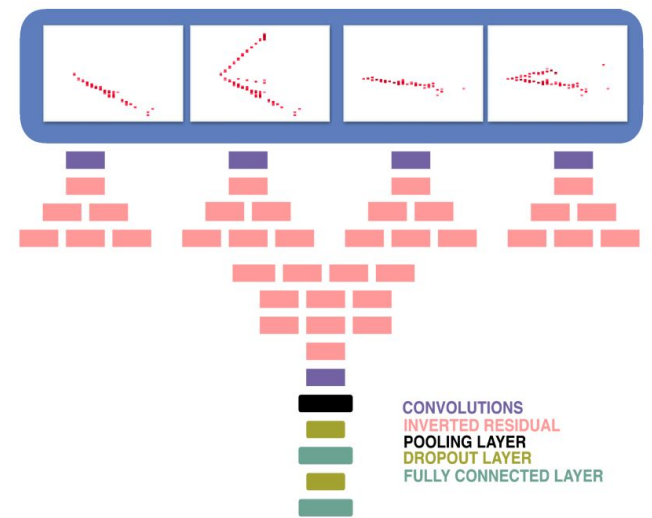 CONVOLUTIONS
INVERTED RESIDUAL
POOLING LAYER
DROPOUT LAYER
FULLY CONNECTED LAYER